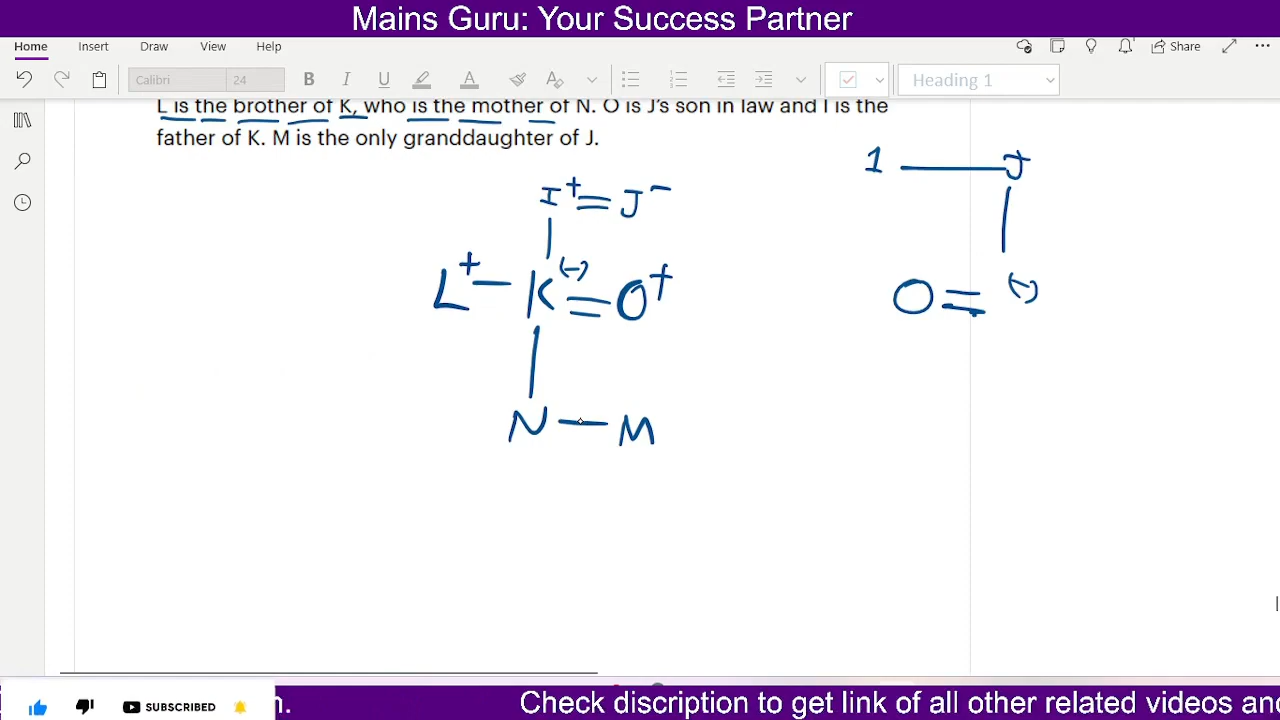 Mains Guru: Your Success Partner
Home Insert Draw View Help
Share
Calibri 24 B I U A Heading 1
L is the brother of K, who is the mother of N. O is J's son in law and I is the
father of K. M is the only granddaughter of J.
I+ = J-
1 — J
L+ - K (-) = O+
O = (-)
N - M
SUBSCRIBED
n.
Check discription to get link of all other related videos and